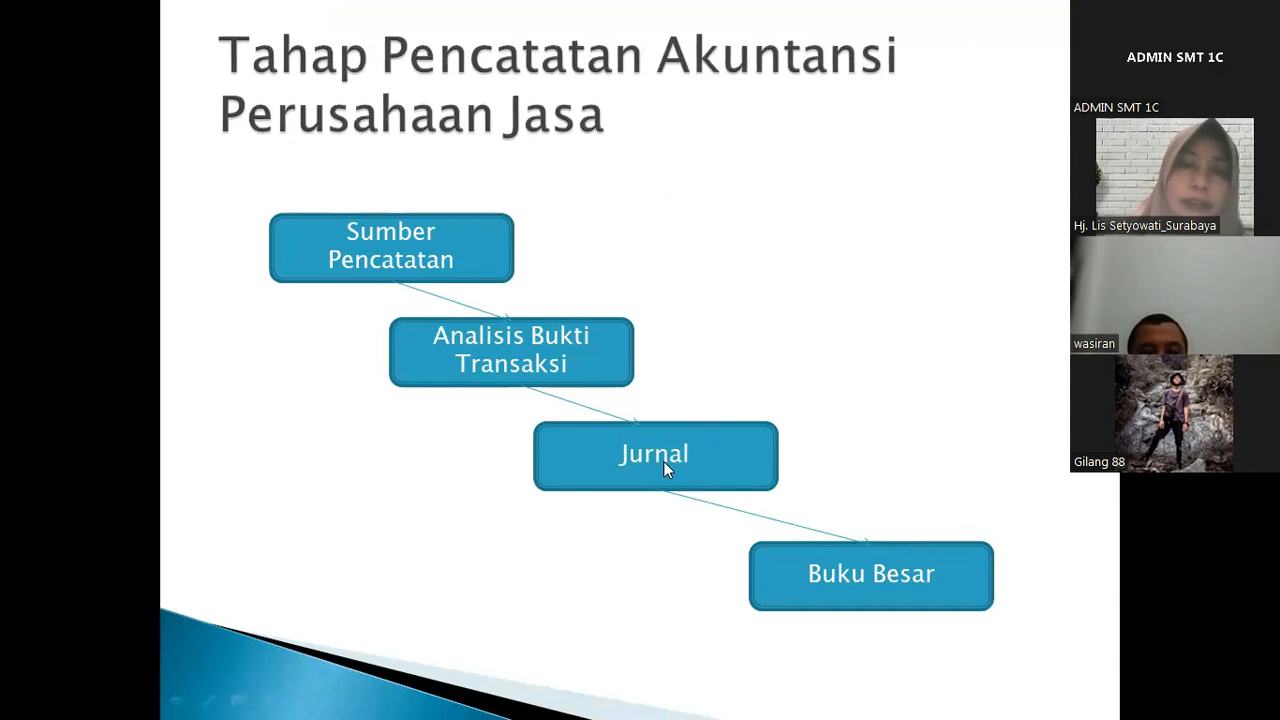 Tahap Pencatatan Akuntansi
Perusahaan Jasa
Sumber
Pencatatan
Analisis Bukti
Transaksi
Jurnal
Buku Besar
ADMIN SMT 1C
ADMIN SMT 1C
Hj. Lis Setyowati_Surabaya
wasiran
Gilang 88